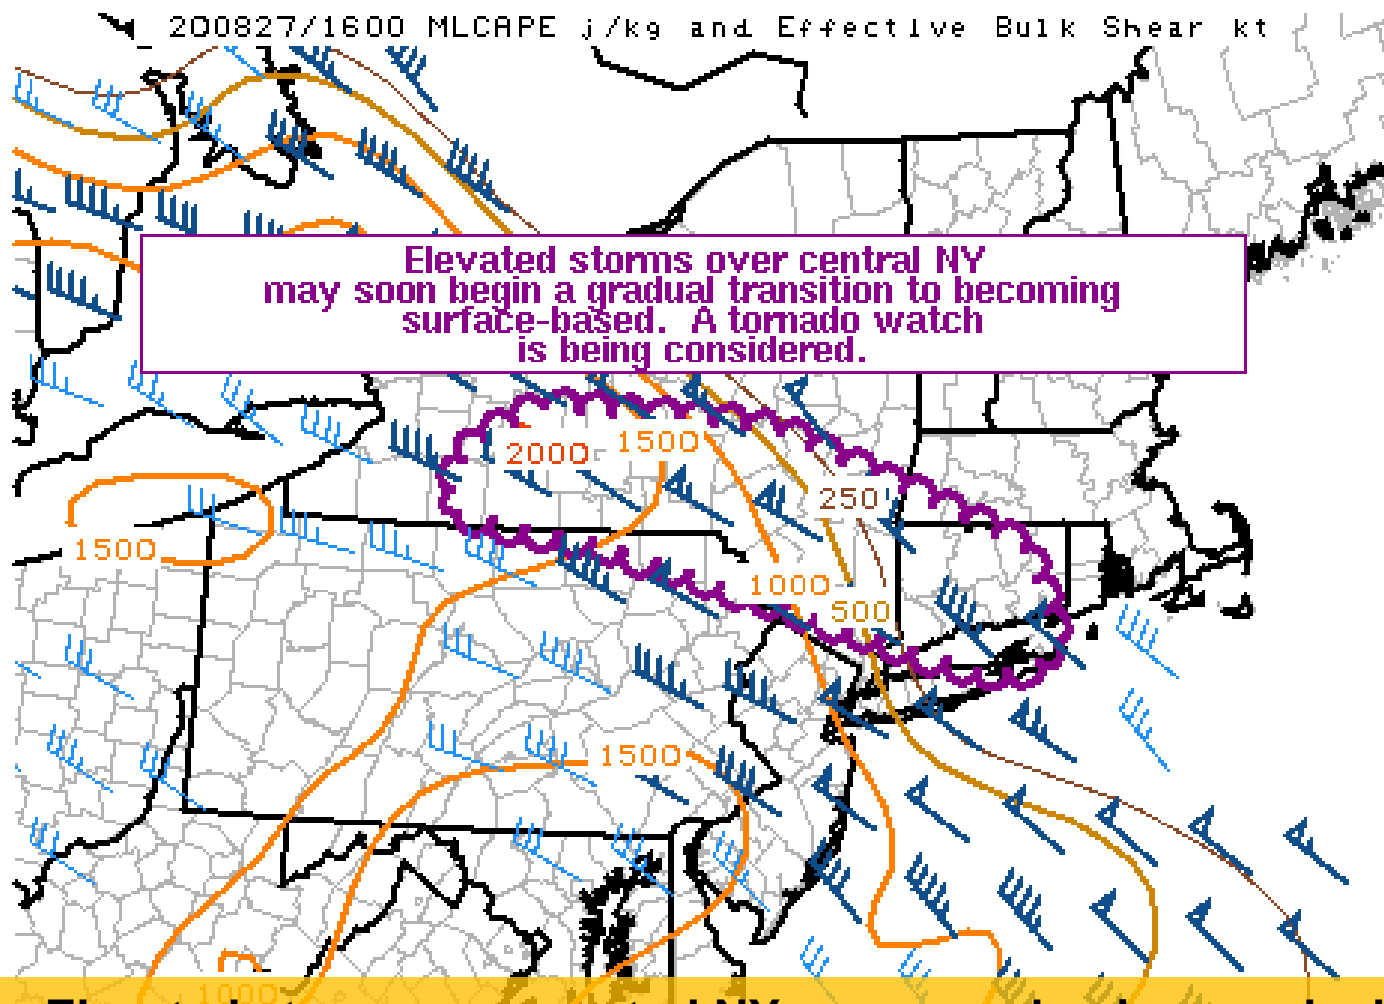 200827/1600 MLCAPE j/kg and Effective Bulk Shear kt
Elevated storms over central NY
may soon begin a gradual transition to becoming
surface-based. A tornado watch
is being considered.
2000
1500
250
1500
1000
500
1500
1000